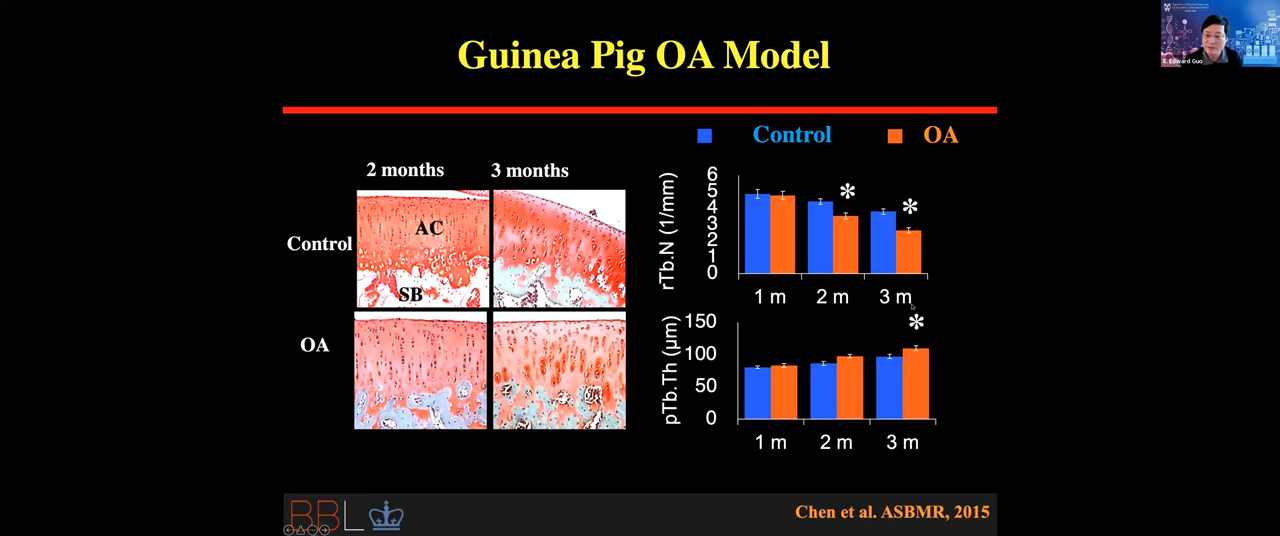 Guinea Pig OA Model
X. Edward Guo
Control OA
2 months 3 months
Control
AC
SB
OA
rTb.N (1/mm)
6
5
4
3
2
1
0
* *
1 m 2 m 3 m
pTb.Th (µm)
150
100
50
0
*
1 m 2 m 3 m
BBL
Chen et al. ASBMR, 2015